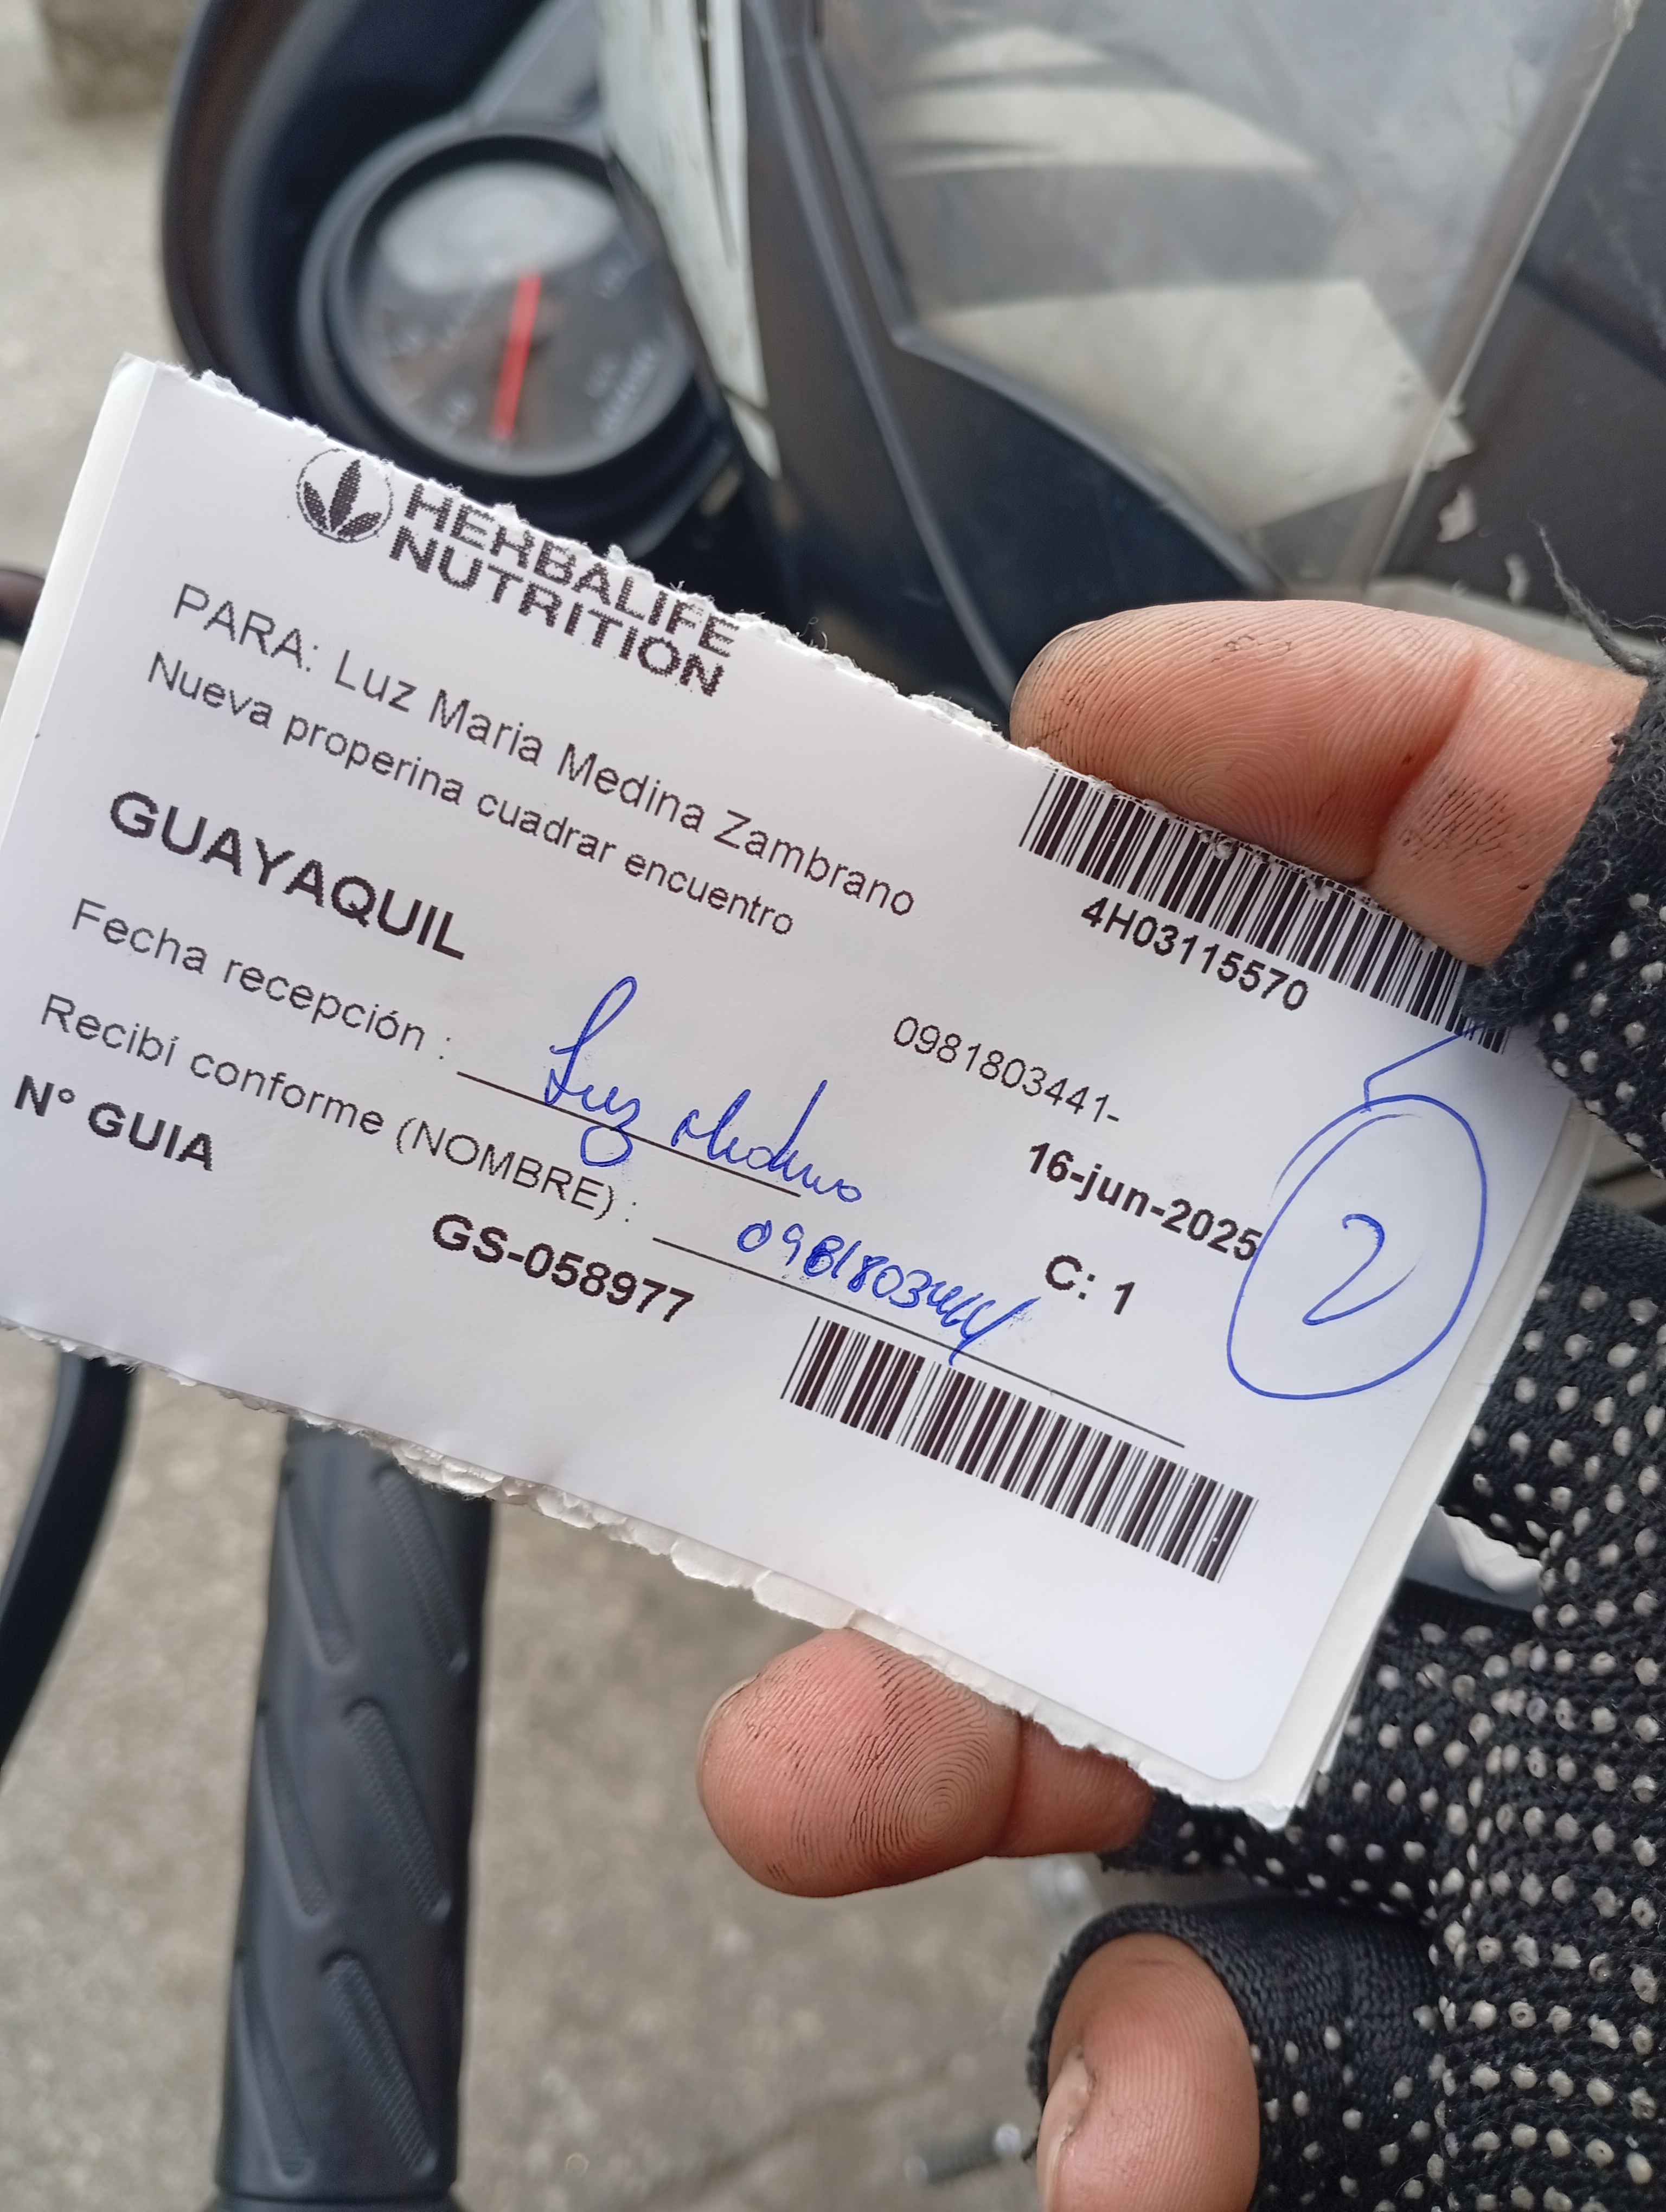 HERBALIFE
NUTRITION
PARA: Luz Maria Medina Zambrano
Nueva properina cuadrar encuentro
4H03115570
GUAYAQUIL
0981803441-
Fecha recepción : Luz Medina
16-jun-2025
2
Recibí conforme (NOMBRE) : 0981803441
C: 1
N° GUIA
GS-058977